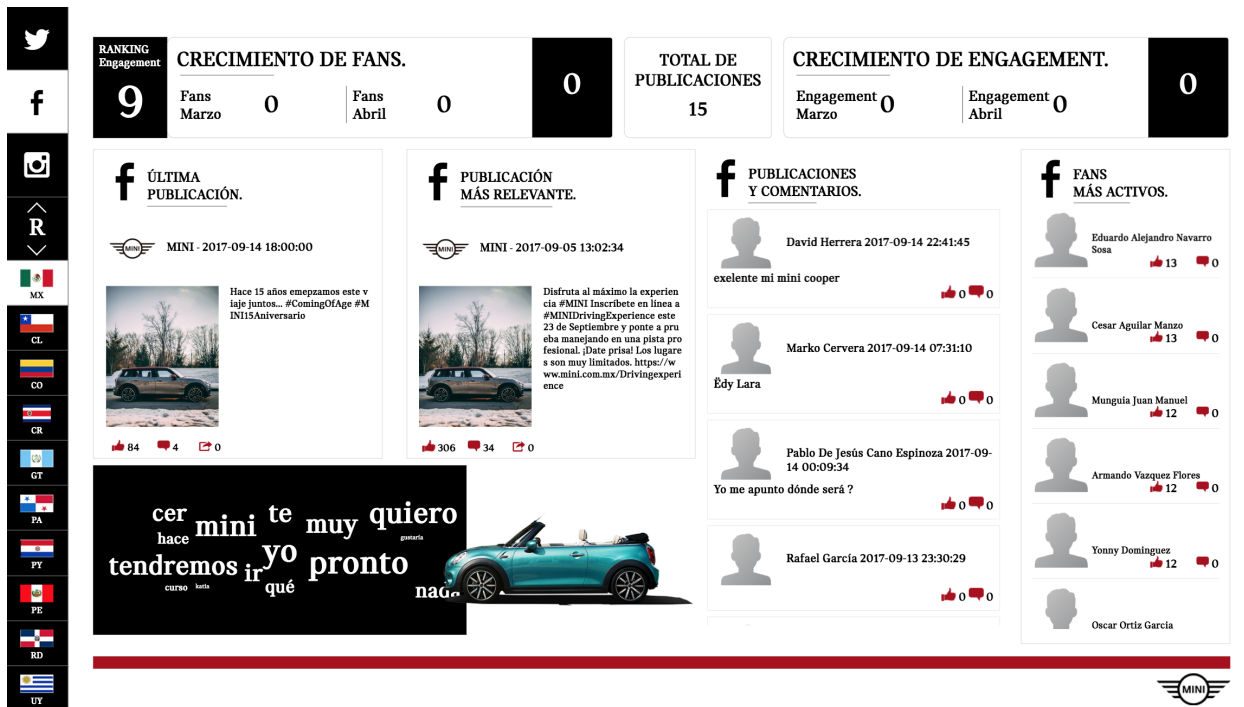 MX
CL
CO
CR
GT
PA
PY
PE
RD
UY
R
RANKING
Engagement
9
CRECIMIENTO DE FANS.
Fans
Marzo
0
Fans
Abril
0
0
TOTAL DE
PUBLICACIONES
15
CRECIMIENTO DE ENGAGEMENT.
Engagement
Marzo
0
Engagement
Abril
0
0
ÚLTIMA
PUBLICACIÓN.
MINI
MINI - 2017-09-14 18:00:00
Hace 15 años emepzamos este v
iaje juntos... #ComingOfAge #M
INI15Aniversario
84 4 0
PUBLICACIÓN
MÁS RELEVANTE.
MINI
MINI - 2017-09-05 13:02:34
Disfruta al máximo la experien
cia #MINI Inscríbete en línea a
#MINIDrivingExperience este
23 de Septiembre y ponte a pru
eba manejando en una pista pro
fesional. ¡Date prisa! Los lugare
s son muy limitados. https://w
ww.mini.com.mx/Drivingexperi
ence
306 34 0
PUBLICACIONES
Y COMENTARIOS.
David Herrera 2017-09-14 22:41:45
exelente mi mini cooper
0 0
Marko Cervera 2017-09-14 07:31:10
Ëdy Lara
0 0
Pablo De Jesús Cano Espinoza 2017-09-
14 00:09:34
Yo me apunto dónde será ?
0 0
Rafael García 2017-09-13 23:30:29
0 0
FANS
MÁS ACTIVOS.
Eduardo Alejandro Navarro
Sosa
13 0
Cesar Aguilar Manzo
13 0
Munguia Juan Manuel
12 0
Armando Vazquez Flores
12 0
Yonny Dominguez
12 0
Oscar Ortiz Garcia
cer mini te muy quiero
hace gustaria
tendremos ir yo pronto
curso katia qué nada
MINI